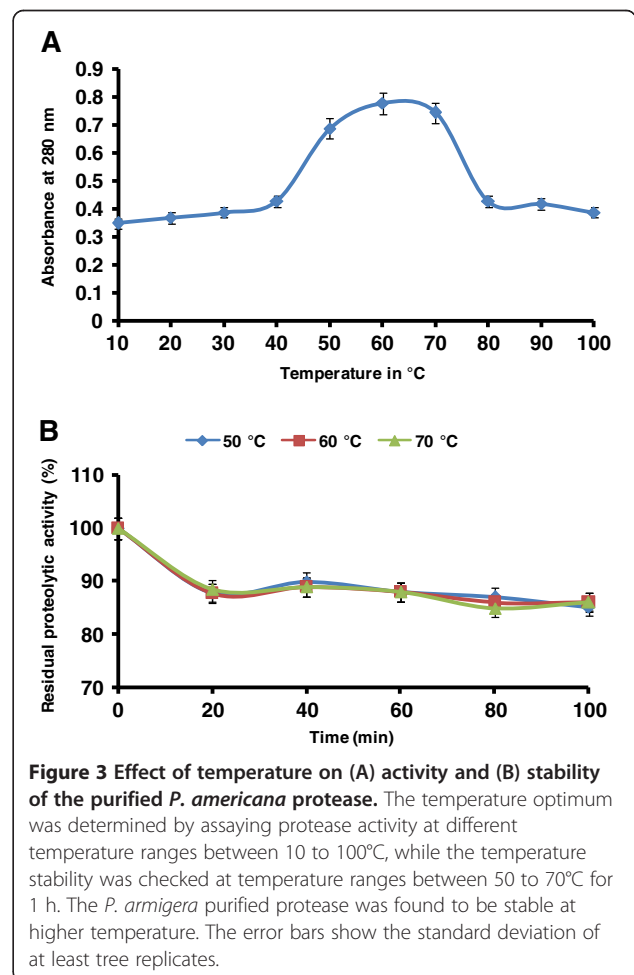 A
Absorbance at 280 nm
0.9
0.8
0.7
0.6
0.5
0.4
0.3
0.2
0.1
0
10 20 30 40 50 60 70 80 90 100
Temperature in °C
B
50 °C 60 °C 70 °C
Residual proteolytic activity (%)
110
100
90
80
70
0 20 40 60 80 100
Time (min)
Figure 3 Effect of temperature on (A) activity and (B) stability
of the purified P. americana protease. The temperature optimum
was determined by assaying protease activity at different
temperature ranges between 10 to 100°C, while the temperature
stability was checked at temperature ranges between 50 to 70°C for
1 h. The P. armigera purified protease was found to be stable at
higher temperature. The error bars show the standard deviation of
at least tree replicates.